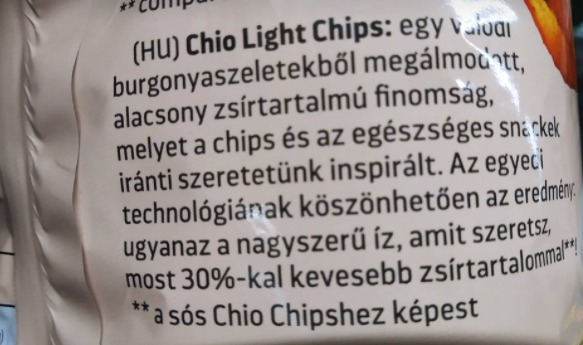 (HU) Chio Light Chips: egy valódi
burgonyaszeletekből megálmodott,
alacsony zsírtartalmú finomság,
melyet a chips és az egészséges snackek
iránti szeretetünk inspirált. Az egyedi
technológiának köszönhetően az eredmény:
ugyanaz a nagyszerű íz, amit szeretsz,
most 30%-kal kevesebb zsírtartalommal**!
**a sós Chio Chipshez képest